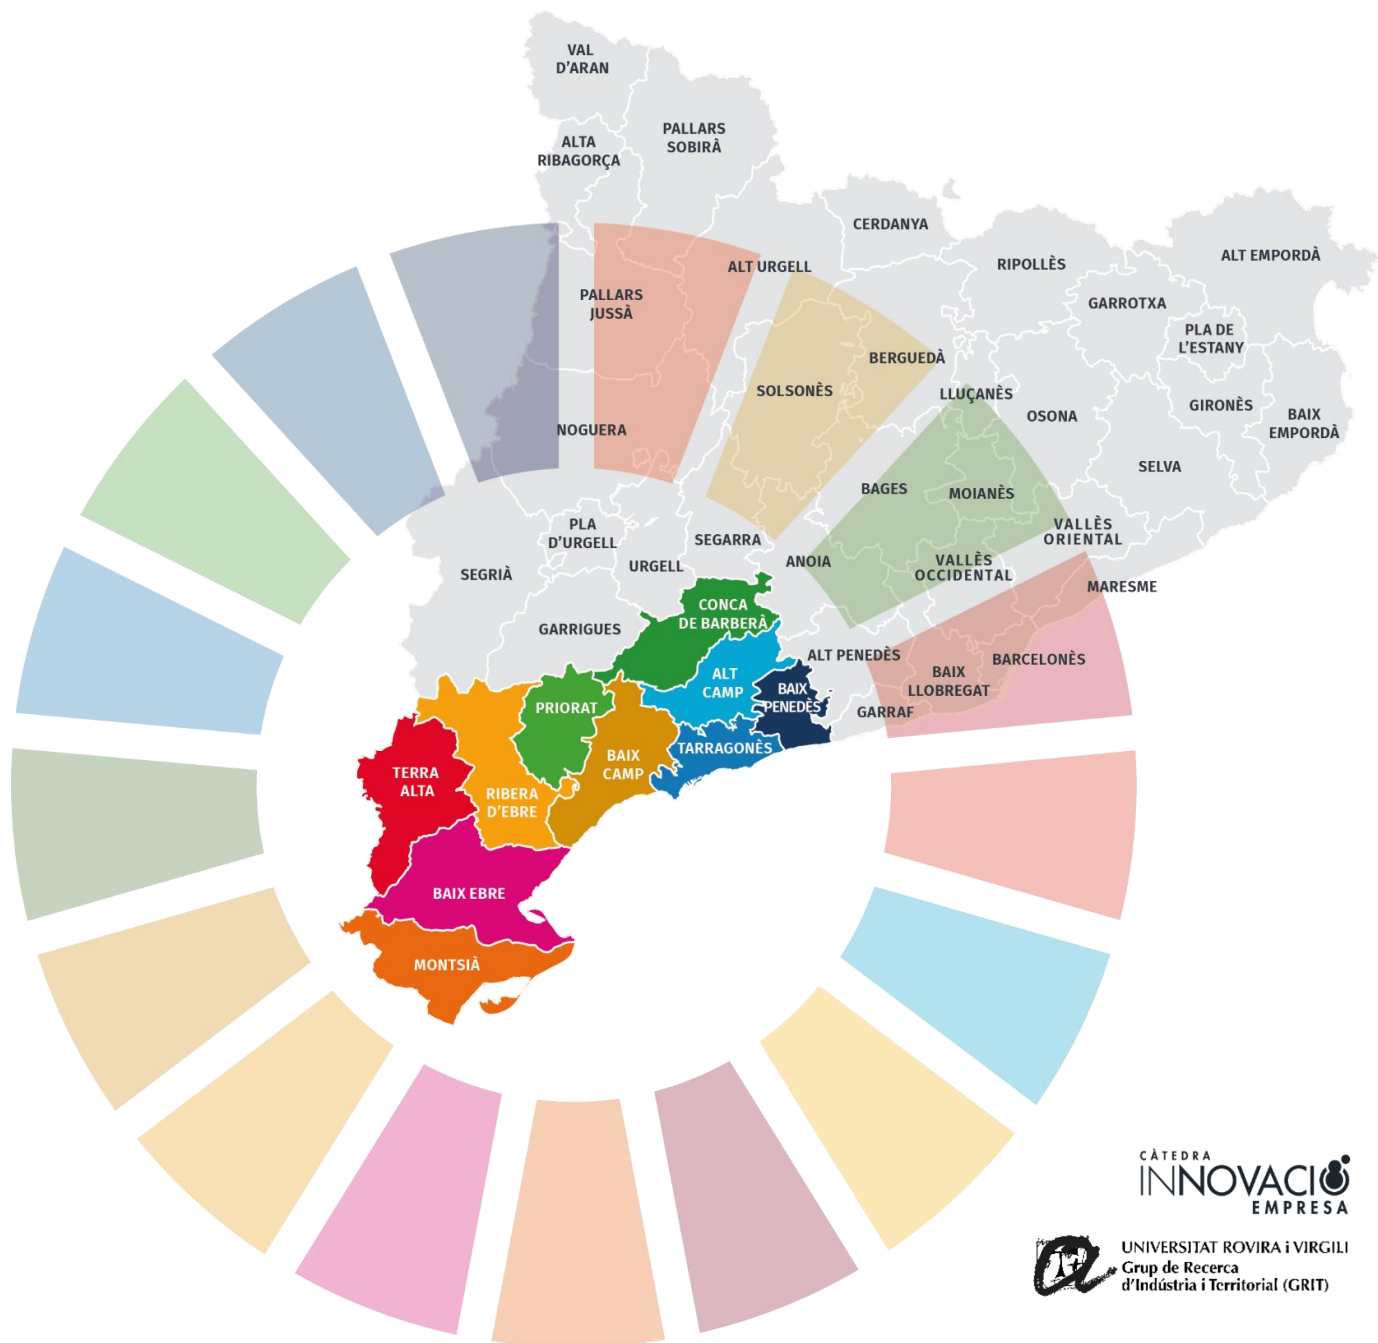 VAL
D'ARAN
PALLARS
SOBIRÀ
ALTA
RIBAGORÇA
CERDANYA
ALT EMPORDÀ
RIPOLLÈS
ALT URGELL
GARROTXA
PALLARS
JUSSÀ
PLA DE
L'ESTANY
BERGUEDÀ
SOLSONÈS
LLUÇANÈS
GIRONÈS
OSONA
BAIX
EMPORDÀ
NOGUERA
SELVA
BAGES
MOIANÈS
PLA
D'URGELL
VALLÈS
ORIENTAL
SEGARRA
ANOIA
URGELL
VALLÈS
OCCIDENTAL
SEGRIÀ
MARESME
CONCA
DE BARBERÀ
GARRIGUES
ALT PENEDÈS
BARCELONÈS
ALT
CAMP
BAIX
LLOBREGAT
BAIX
PENEDÈS
PRIORAT
GARRAF
TARRAGONÈS
BAIX
CAMP
TERRA
ALTA
RIBERA
D'EBRE
BAIX EBRE
MONTSIÀ
CÀTEDRA
INNOVACIÓ
EMPRESA
UNIVERSITAT ROVIRA i VIRGILI
Grup de Recerca
d'Indústria i Territorial (GRIT)